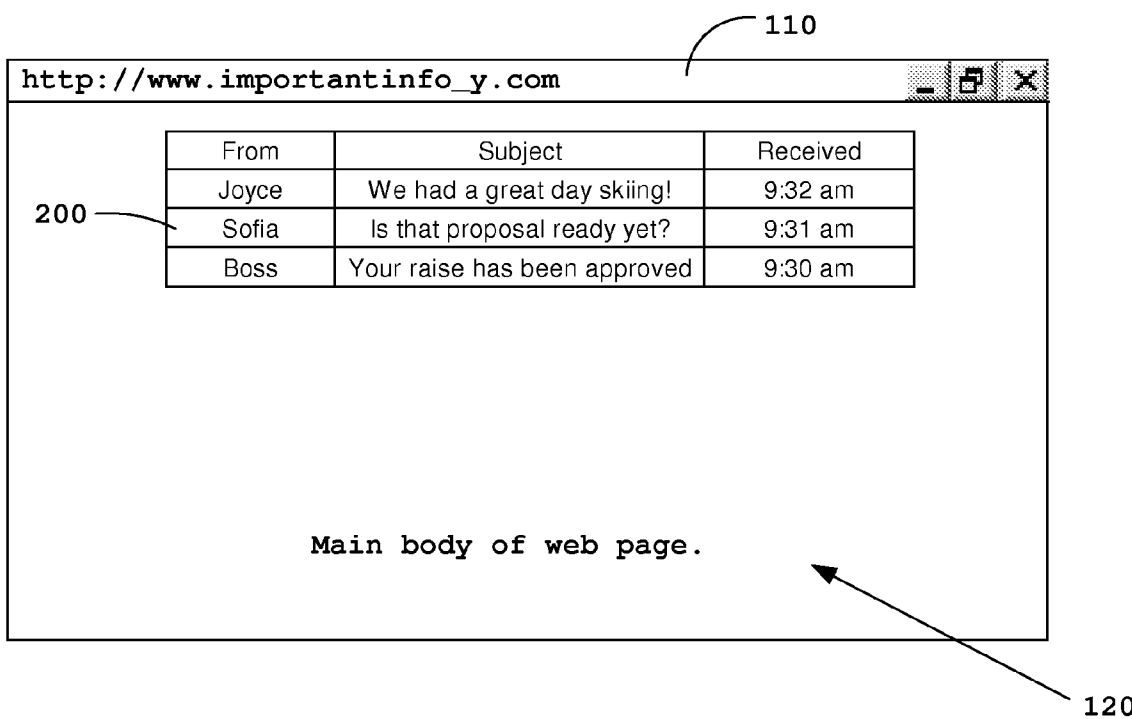 110
http://www.importantinfo_y.com
From Subject Received
Joyce We had a great day skiing! 9:32 am
200
Sofia Is that proposal ready yet? 9:31 am
Boss Your raise has been approved 9:30 am
Main body of web page.
120